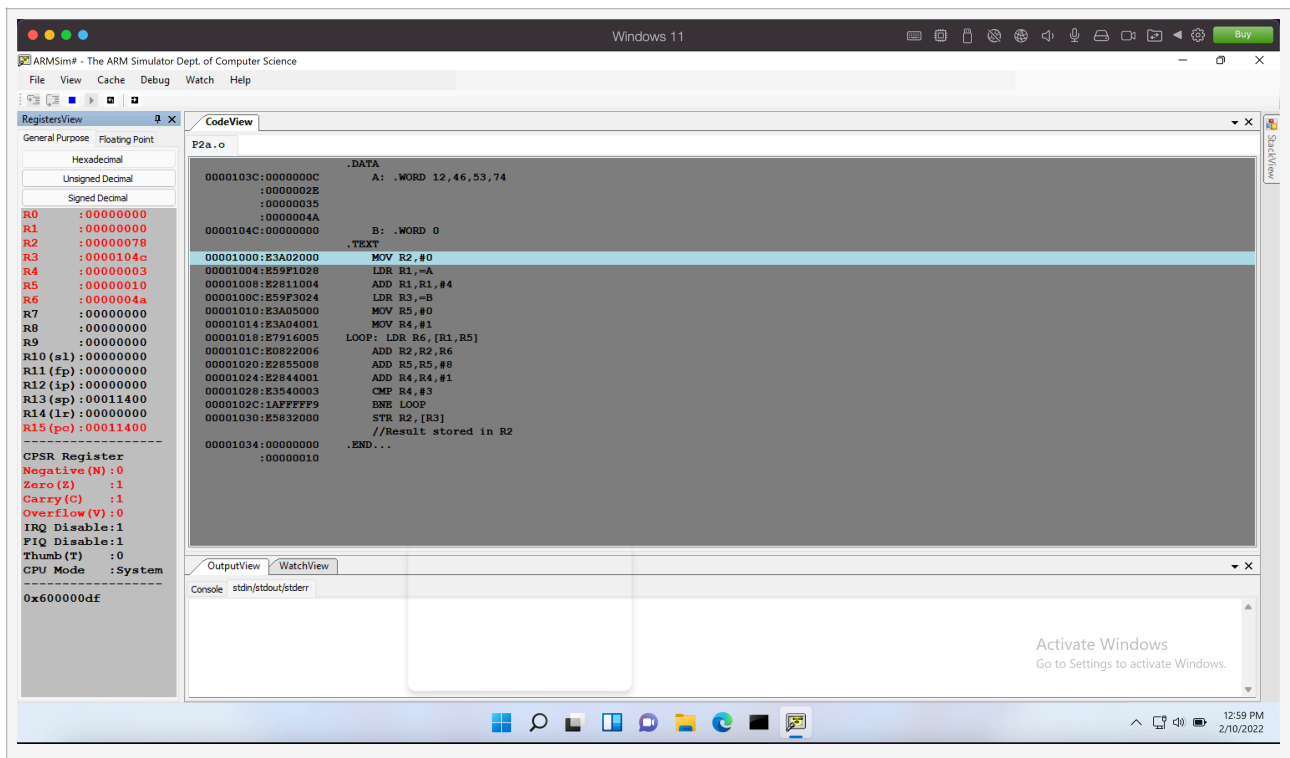 Windows 11
Buy
ARMSim# - The ARM Simulator Dept. of Computer Science
File View Cache Debug Watch Help
RegistersView
General Purpose Floating Point
Hexadecimal
Unsigned Decimal
Signed Decimal
R0 :00000000
R1 :00000000
R2 :00000078
R3 :0000104c
R4 :00000003
R5 :00000010
R6 :0000004a
R7 :00000000
R8 :00000000
R9 :00000000
R10(sl):00000000
R11(fp):00000000
R12(ip):00000000
R13(sp):00011400
R14(lr):00000000
R15(pc):00011400
-------------------
CPSR Register
Negative(N):0
Zero(Z) :1
Carry(C) :1
Overflow(V):0
IRQ Disable:1
FIQ Disable:1
Thumb(T) :0
CPU Mode :System
-------------------
0x600000df
CodeView
P2a.o
.DATA
0000103C:0000000C A: .WORD 12,46,53,74
:0000002E
:00000035
:0000004A
0000104C:00000000 B: .WORD 0
.TEXT
00001000:E3A02000 MOV R2,#0
00001004:E59F1028 LDR R1,=A
00001008:E2811004 ADD R1,R1,#4
0000100C:E59F3024 LDR R3,=B
00001010:E3A05000 MOV R5,#0
00001014:E3A04001 MOV R4,#1
00001018:E7916005 LOOP: LDR R6,[R1,R5]
0000101C:E0822006 ADD R2,R2,R6
00001020:E2855008 ADD R5,R5,#8
00001024:E2844001 ADD R4,R4,#1
00001028:E3540003 CMP R4,#3
0000102C:1AFFFFF9 BNE LOOP
00001030:E5832000 STR R2,[R3]
//Result stored in R2
00001034:00000000 .END...
:00000010
StackView
OutputView WatchView
Console stdin/stdout/stderr
Activate Windows
Go to Settings to activate Windows.
12:59 PM
2/10/2022